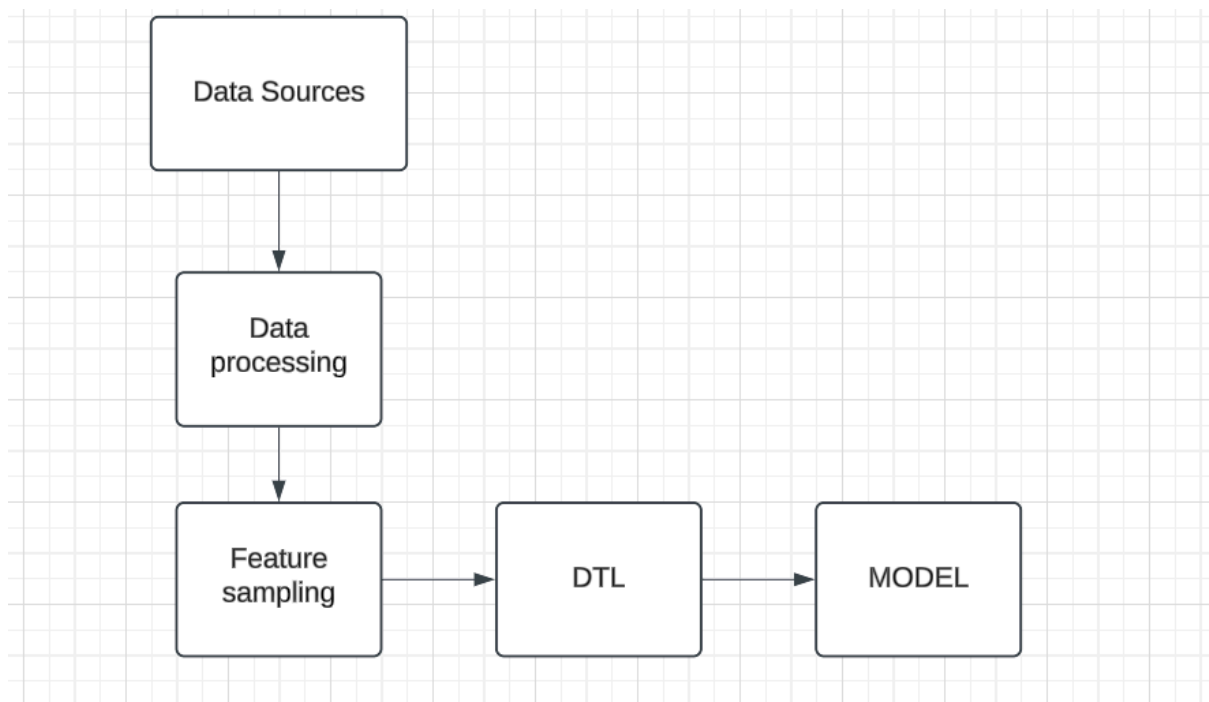 Data Sources
Data
processing
Feature
sampling
DTL
MODEL